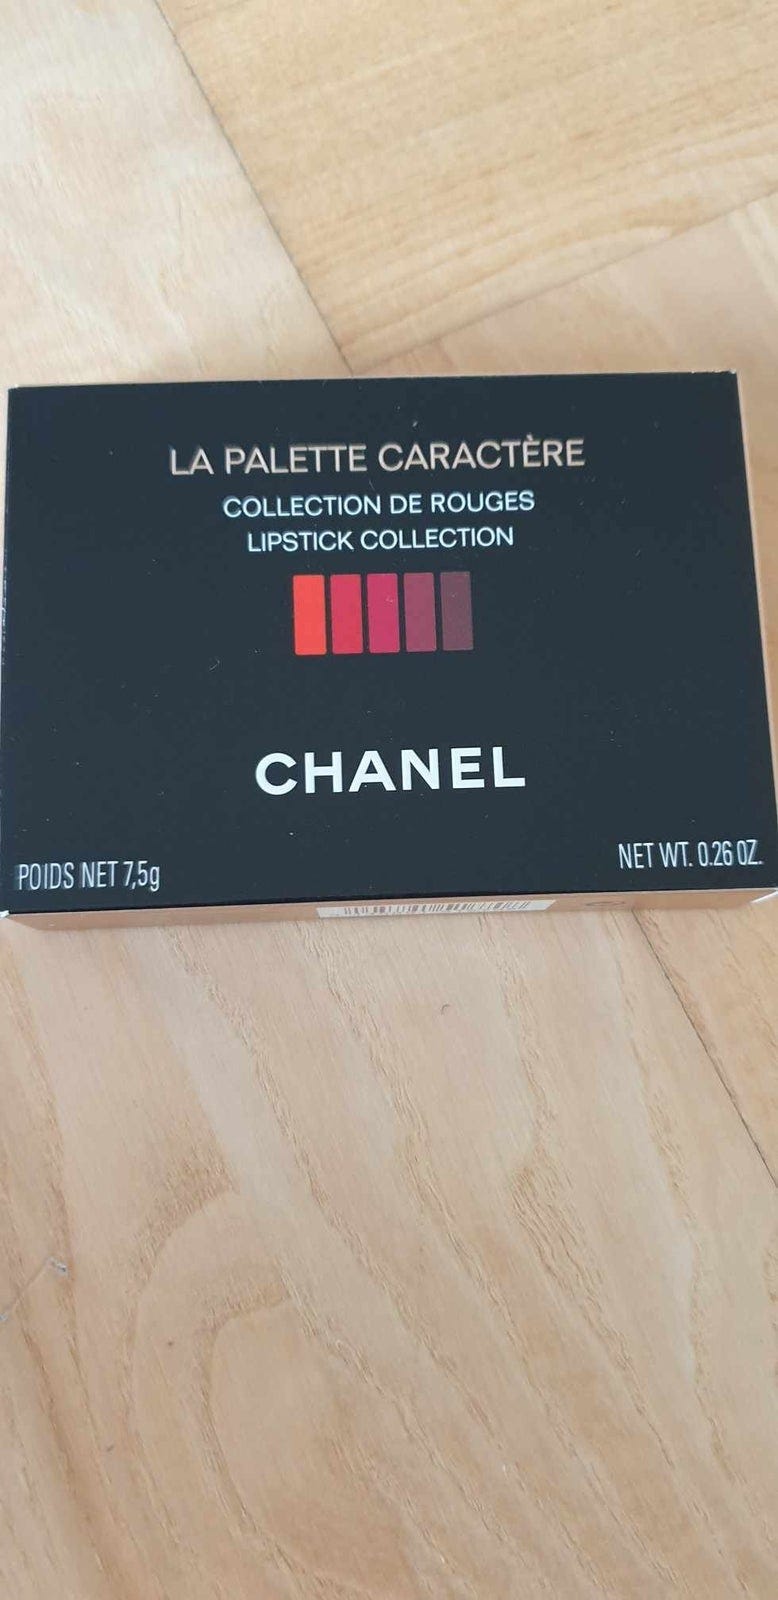 LA PALETTE CARACTÈRE
COLLECTION DE ROUGES
LIPSTICK COLLECTION
CHANEL
POIDS NET 7,5g
NET WT. 0.26 OZ.